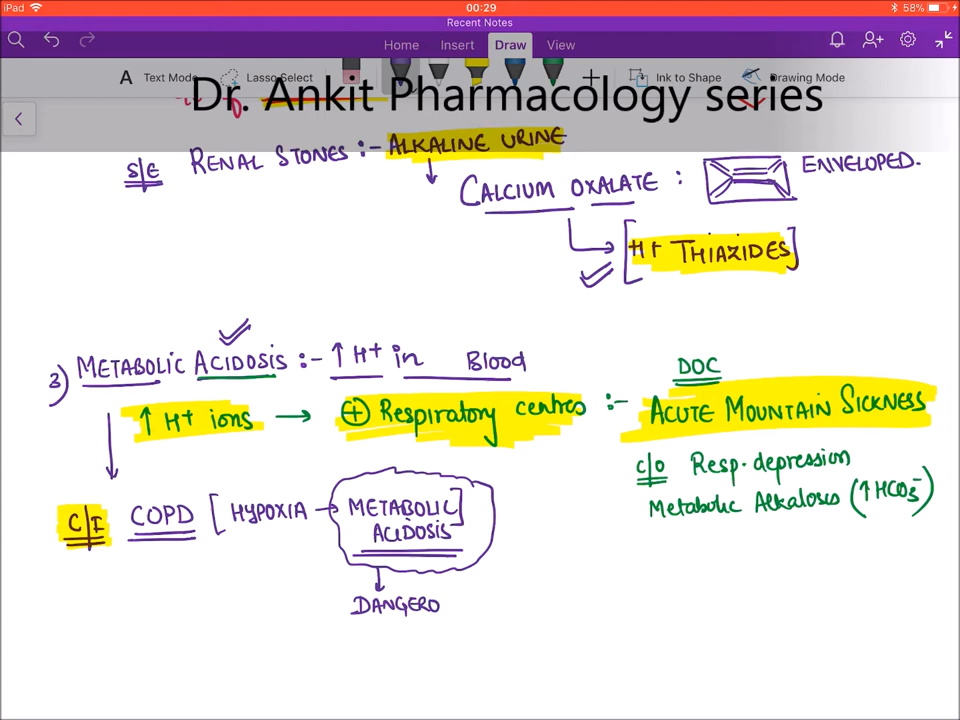 iPad
00:29
58%
Recent Notes
Home Insert Draw View
A Text Mode Lasso Select Ink to Shape Drawing Mode
Dr. Ankit Pharmacology series
S/E RENAL STONES :- ALKALINE URINE
CALCIUM OXALATE : ENVELOPED.
[H+ THIAZIDES]
3) METABOLIC ACIDOSIS :- ↑ H+ in Blood
DOC
↑ H+ ions → ⊕ Respiratory centres :- ACUTE MOUNTAIN SICKNESS
c/o Resp. depression
Metabolic Alkalosis (↑HCO3-)
C/I COPD [HYPOXIA → METABOLIC]
ACIDOSIS
DANGERO